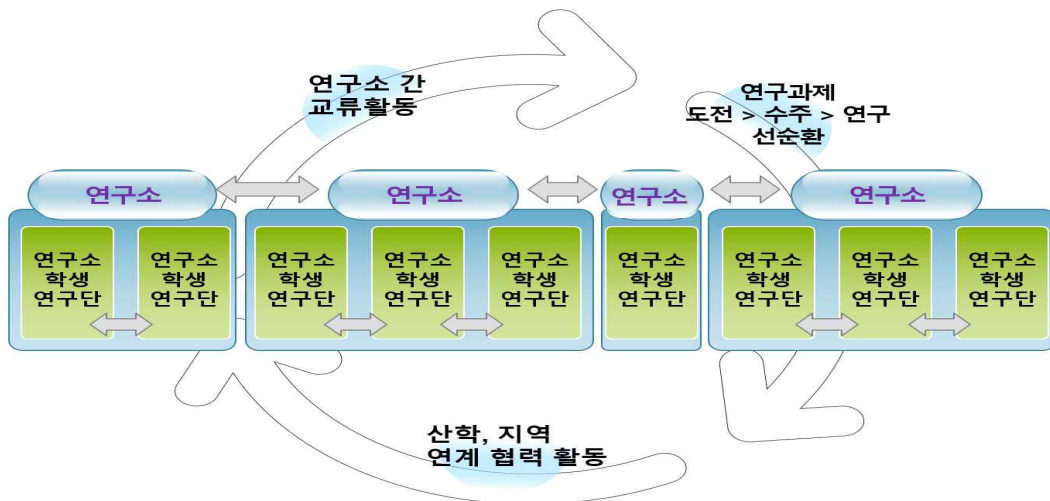 연구소 간
교류활동
연구과제
도전 > 수주 > 연구
선순환
연구소
연구소
연구소
연구소
연구소
학생
연구단
연구소
학생
연구단
연구소
학생
연구단
연구소
학생
연구단
연구소
학생
연구단
연구소
학생
연구단
연구소
학생
연구단
연구소
학생
연구단
연구소
학생
연구단
산학, 지역
연계 협력 활동